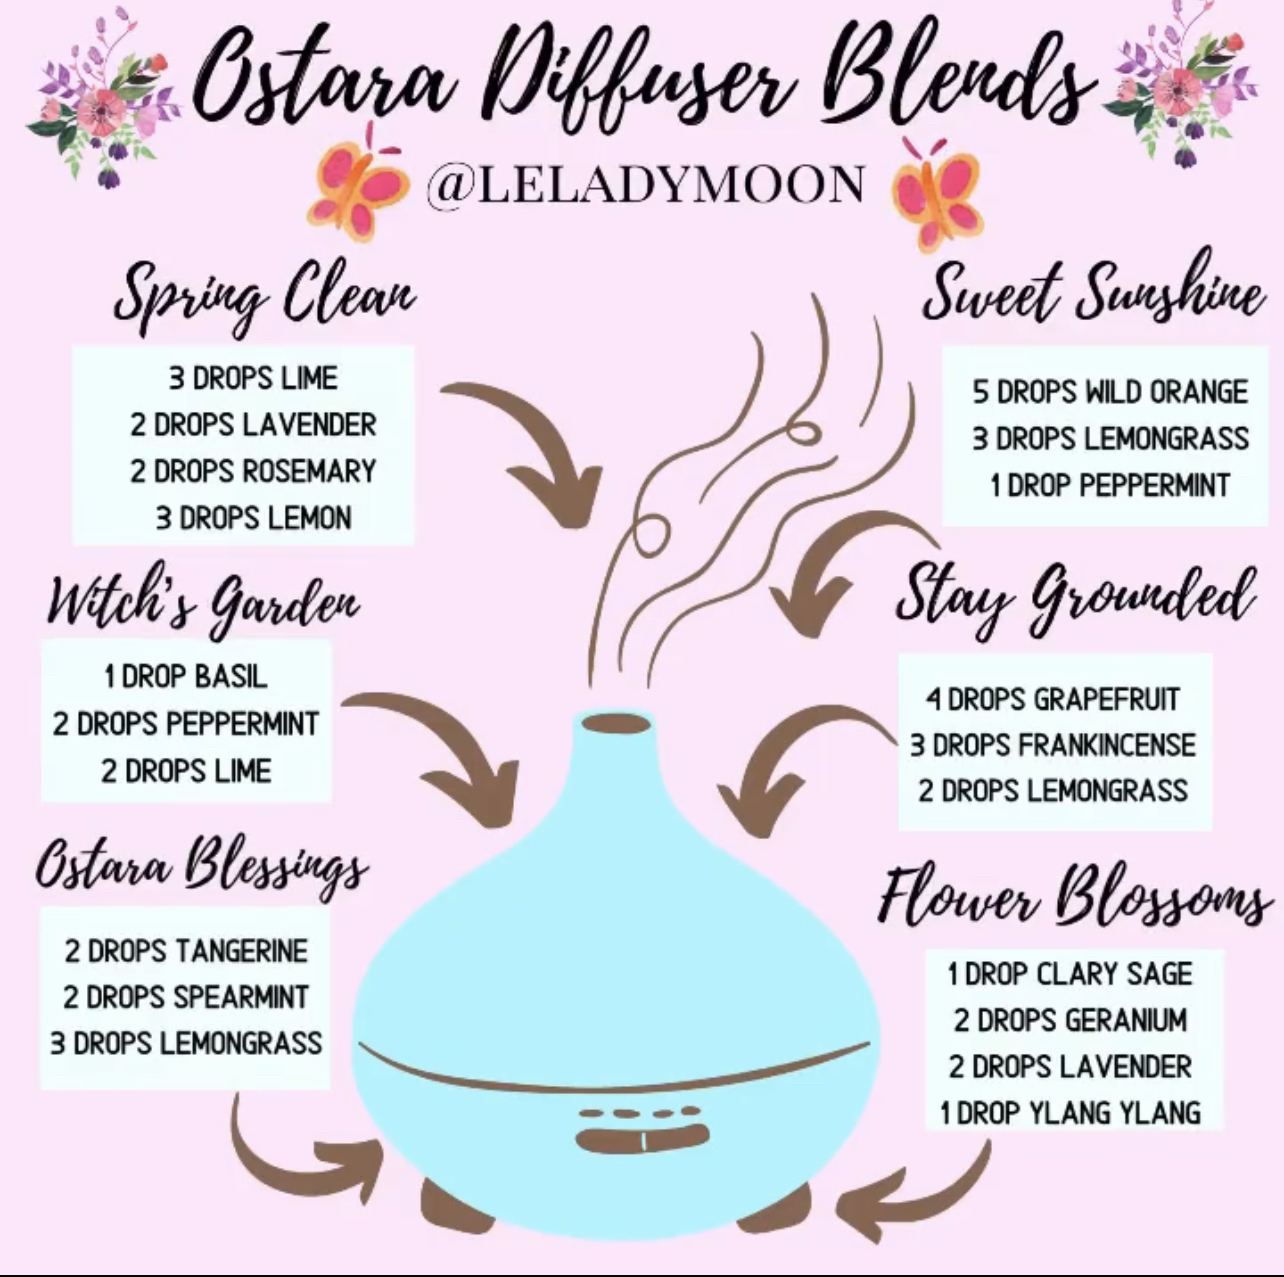 Ostara Diffuser Blends
@LELADYMOON
Spring Clean
3 DROPS LIME
2 DROPS LAVENDER
2 DROPS ROSEMARY
3 DROPS LEMON
Witch's Garden
1 DROP BASIL
2 DROPS PEPPERMINT
2 DROPS LIME
Ostara Blessings
2 DROPS TANGERINE
2 DROPS SPEARMINT
3 DROPS LEMONGRASS
Sweet Sunshine
5 DROPS WILD ORANGE
3 DROPS LEMONGRASS
1 DROP PEPPERMINT
Stay Grounded
4 DROPS GRAPEFRUIT
3 DROPS FRANKINCENSE
2 DROPS LEMONGRASS
Flower Blossoms
1 DROP CLARY SAGE
2 DROPS GERANIUM
2 DROPS LAVENDER
1 DROP YLANG YLANG